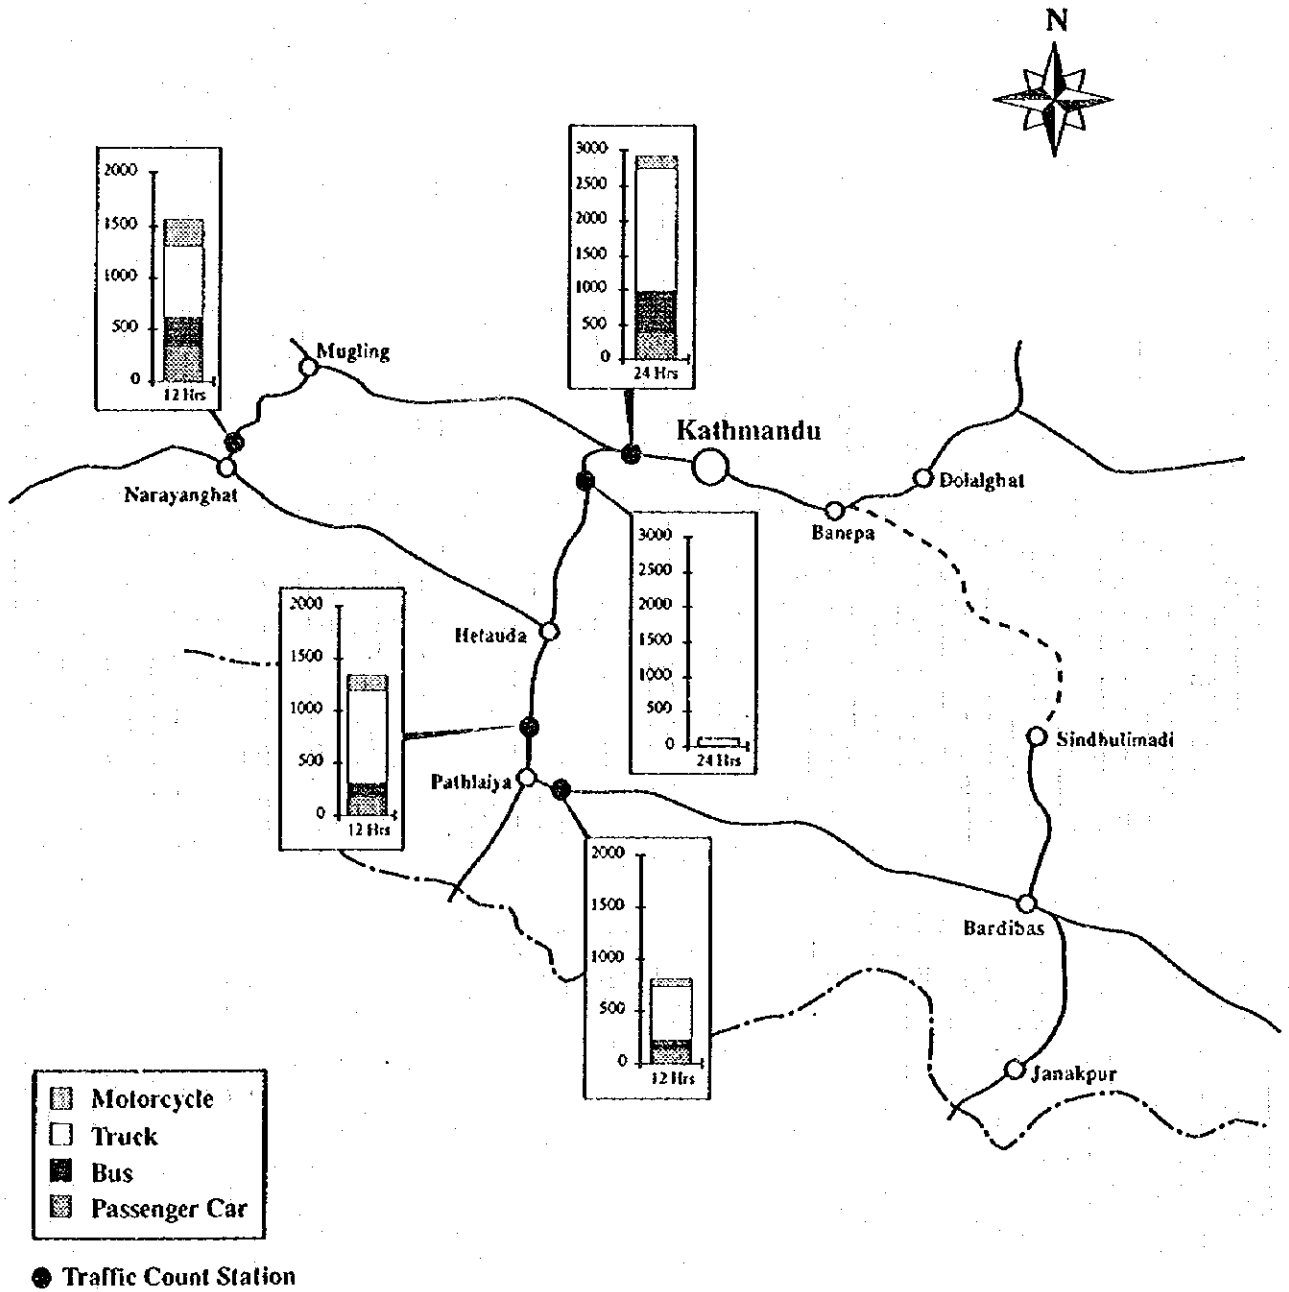 N
3000
2500
2000
1500
1000
500
0
24 Hrs
2000
1500
1000
500
0
12 Hrs
Mugling
Kathmandu
Narayanghat
Dolalghat
Banepa
3000
2500
2000
1500
1000
500
0
24 Hrs
2000
1500
1000
500
0
12 Hrs
Hetauda
Sindhulimadi
Pathlaiya
2000
1500
1000
500
0
12 Hrs
Bardibas
Janakpur
Motorcycle
Truck
Bus
Passenger Car
Traffic Count Station